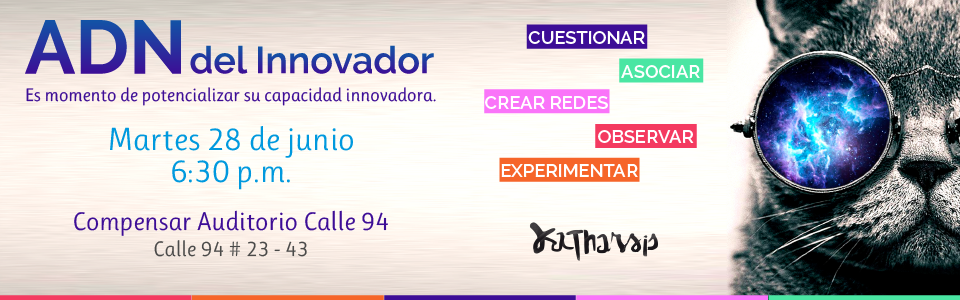 ADN del Innovador
Es momento de potencializar su capacidad innovadora.
Martes 28 de junio
6:30 p.m.
Compensar Auditorio Calle 94
Calle 94 # 23 - 43
CUESTIONAR
ASOCIAR
CREAR REDES
OBSERVAR
EXPERIMENTAR
Katharsis